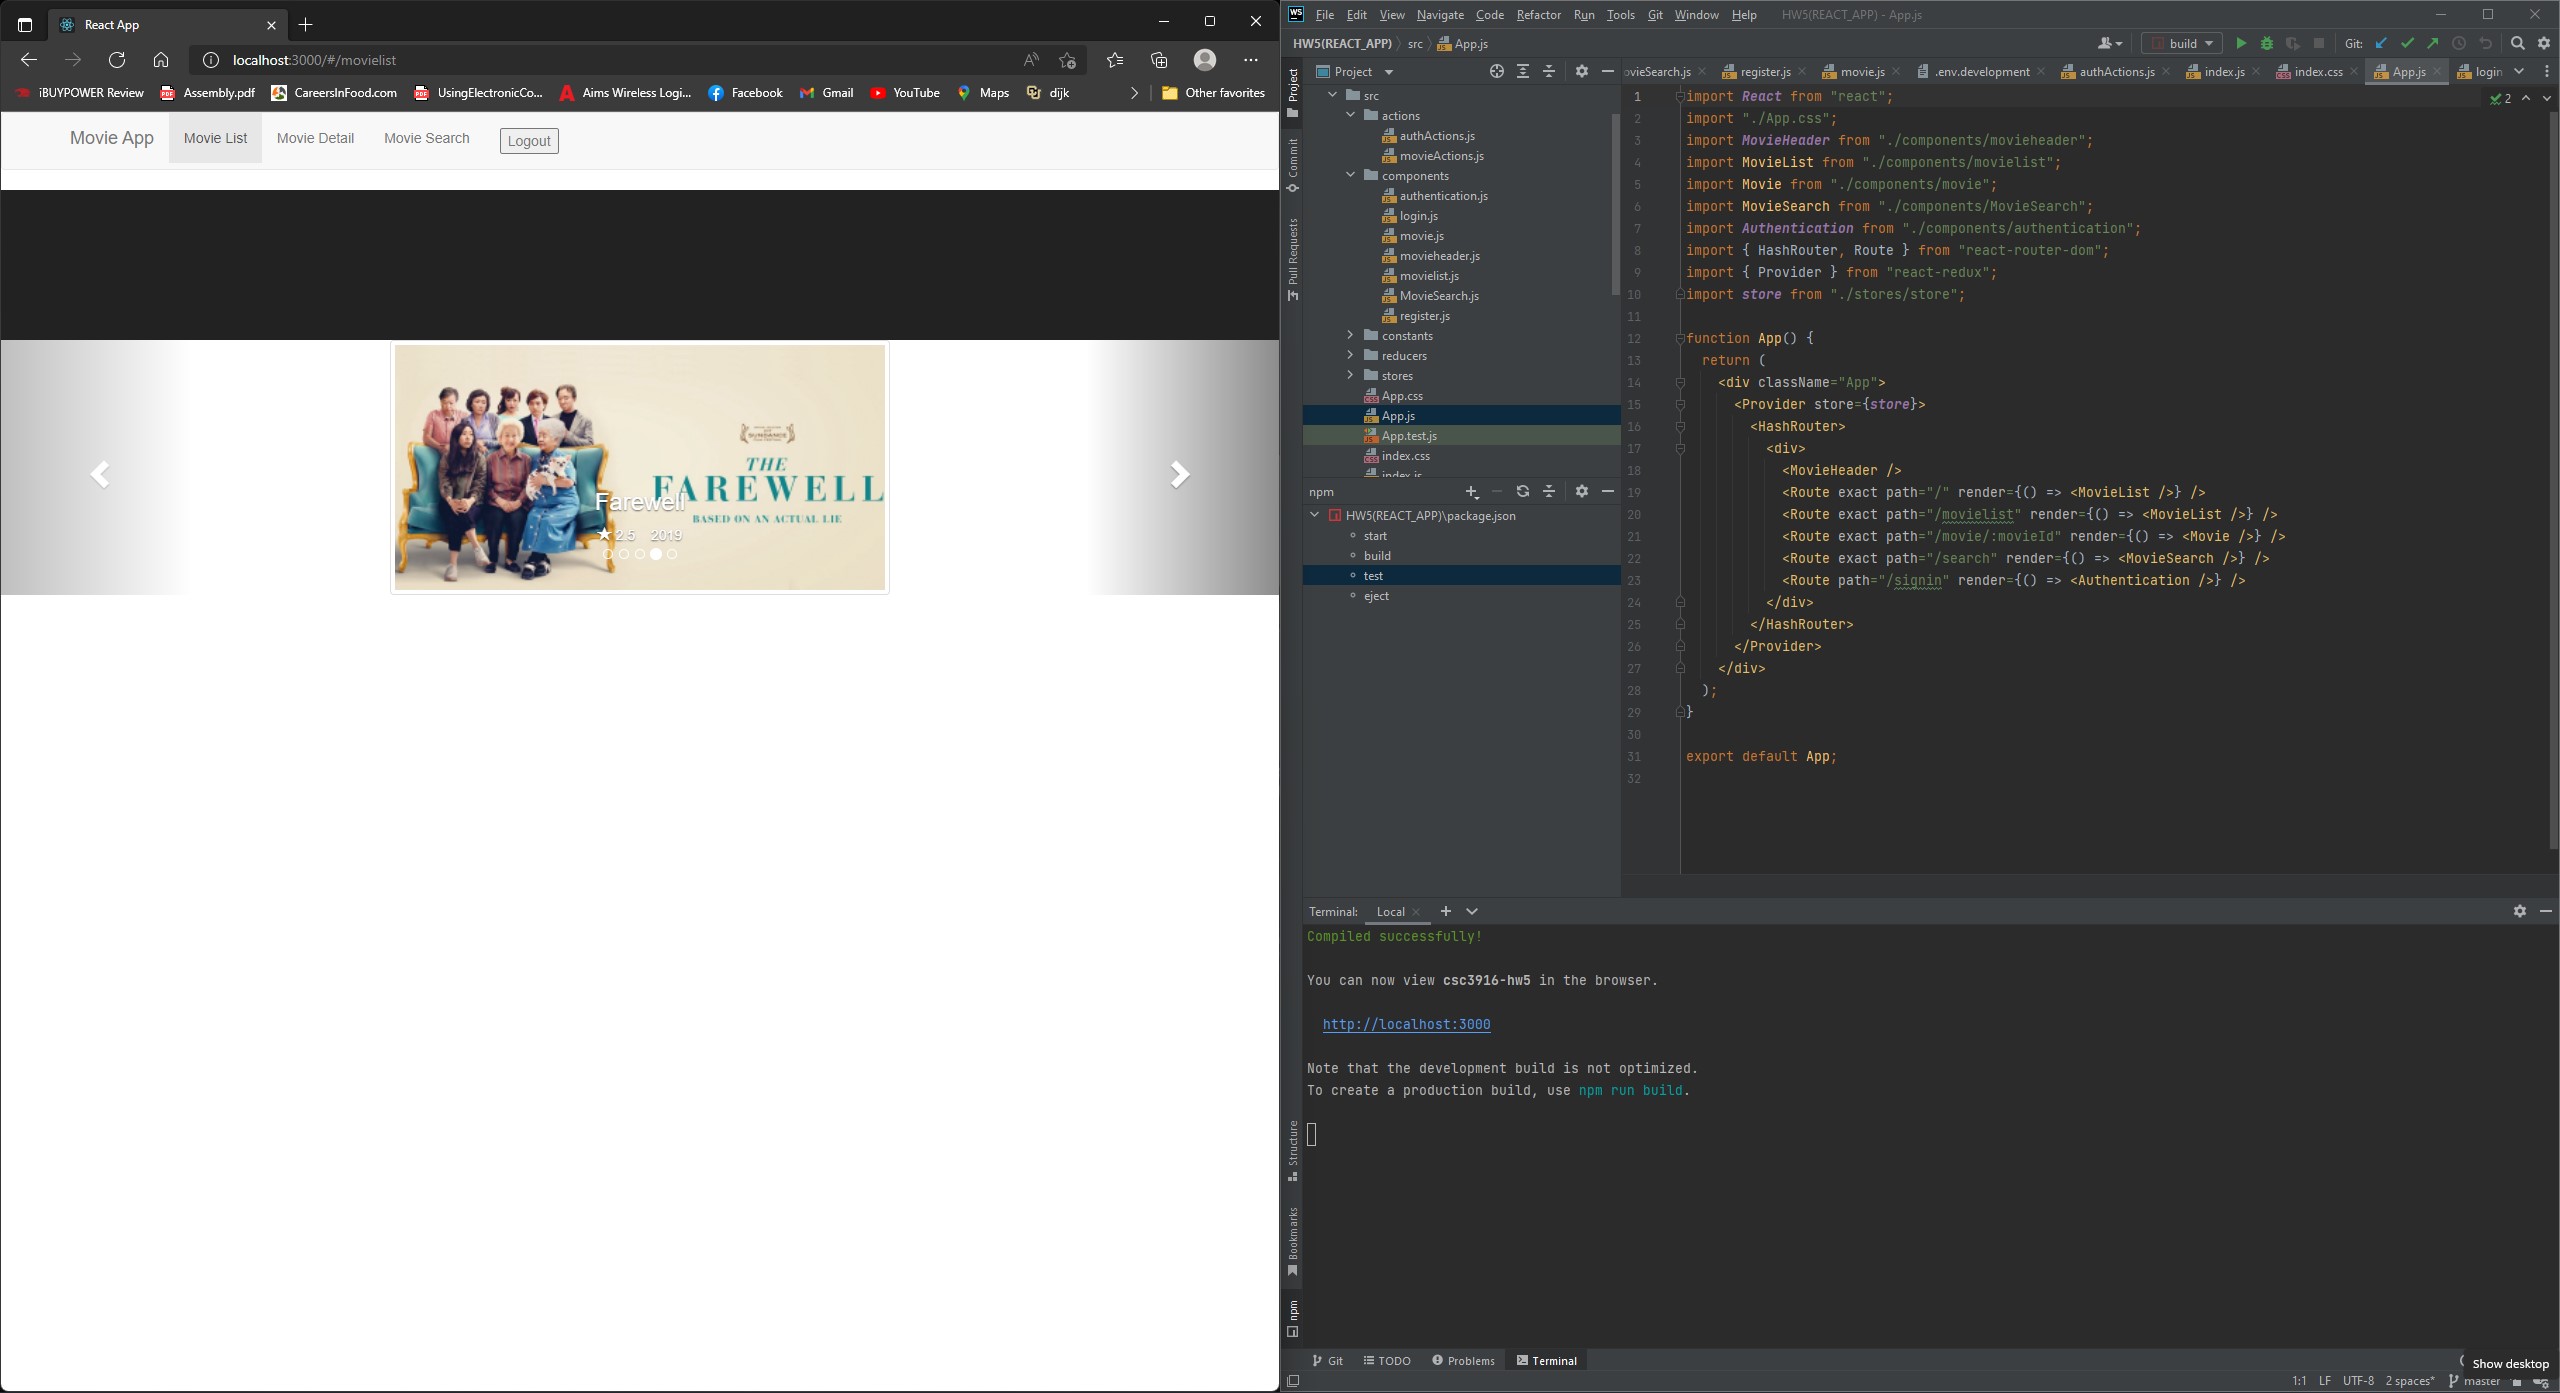 React App
localhost:3000/#/movielist
iBUYPOWER Review
Assembly.pdf
CareersInFood.com
UsingElectronicCo...
Aims Wireless Logi...
Facebook
Gmail
YouTube
Maps
dijk
Other favorites
Movie App
Movie List
Movie Detail
Movie Search
Logout
SUNDANCE
THE
FAREWELL
BASED ON AN ACTUAL LIE
Farewell
2.5 2019
WS File Edit View Navigate Code Refactor Run Tools Git Window Help HW5(REACT_APP) - App.js
HW5(REACT_APP) src App.js
build Git:
Project
ovieSearch.js register.js movie.js .env.development authActions.js index.js index.css App.js login
src
actions
authActions.js
movieActions.js
components
authentication.js
login.js
movie.js
movieheader.js
movielist.js
MovieSearch.js
register.js
constants
reducers
stores
App.css
App.js
App.test.js
index.css
index.js
npm
HW5(REACT_APP)\package.json
start
build
test
eject
Project
Commit
Pull Requests
Structure
Bookmarks
npm
2
1 import React from "react";
2 import "./App.css";
3 import MovieHeader from "./components/movieheader";
4 import MovieList from "./components/movielist";
5 import Movie from "./components/movie";
6 import MovieSearch from "./components/MovieSearch";
7 import Authentication from "./components/authentication";
8 import { HashRouter, Route } from "react-router-dom";
9 import { Provider } from "react-redux";
10 import store from "./stores/store";
11
12 function App() {
13 return (
14 <div className="App">
15 <Provider store={store}>
16 <HashRouter>
17 <div>
18 <MovieHeader />
19 <Route exact path="/" render={() => <MovieList />} />
20 <Route exact path="/movielist" render={() => <MovieList />} />
21 <Route exact path="/movie/:movieId" render={() => <Movie />} />
22 <Route exact path="/search" render={() => <MovieSearch />} />
23 <Route path="/signin" render={() => <Authentication />} />
24 </div>
25 </HashRouter>
26 </Provider>
27 </div>
28 );
29 }
30
31 export default App;
32
Terminal: Local
Compiled successfully!
You can now view csc3916-hw5 in the browser.
http://localhost:3000
Note that the development build is not optimized.
To create a production build, use npm run build.
Git TODO Problems Terminal
Show desktop
1:1 LF UTF-8 2 spaces* master